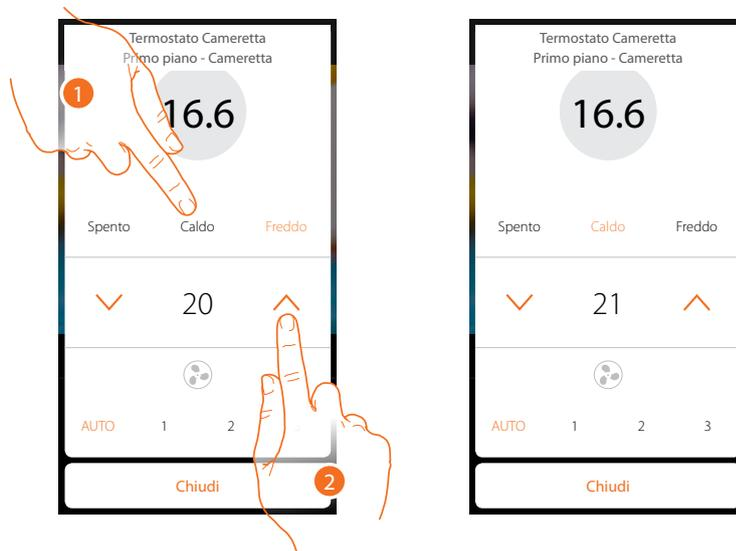 Termostato Cameretta
Primo piano - Cameretta
1
16.6
Spento Caldo Freddo
20
AUTO 1 2
Chiudi
2
Termostato Cameretta
Primo piano - Cameretta
16.6
Spento Caldo Freddo
21
AUTO 1 2 3
Chiudi